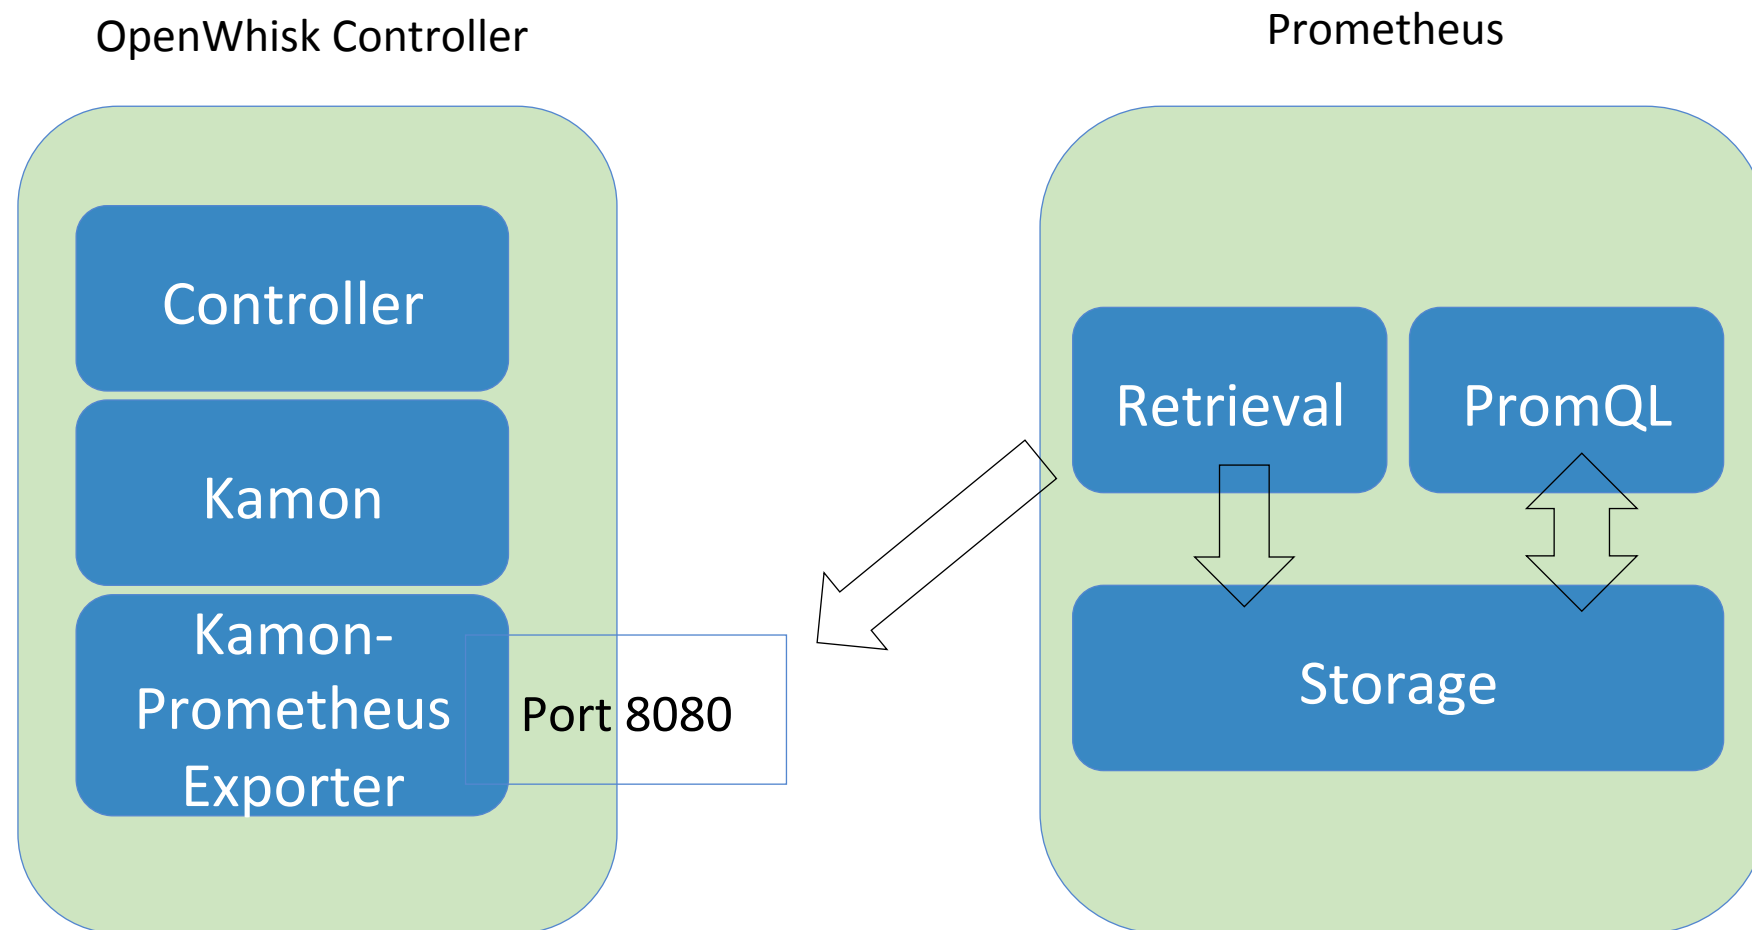 OpenWhisk Controller
Prometheus
Controller
Kamon
Kamon-
Prometheus
Exporter
Port 8080
Retrieval
PromQL
Storage